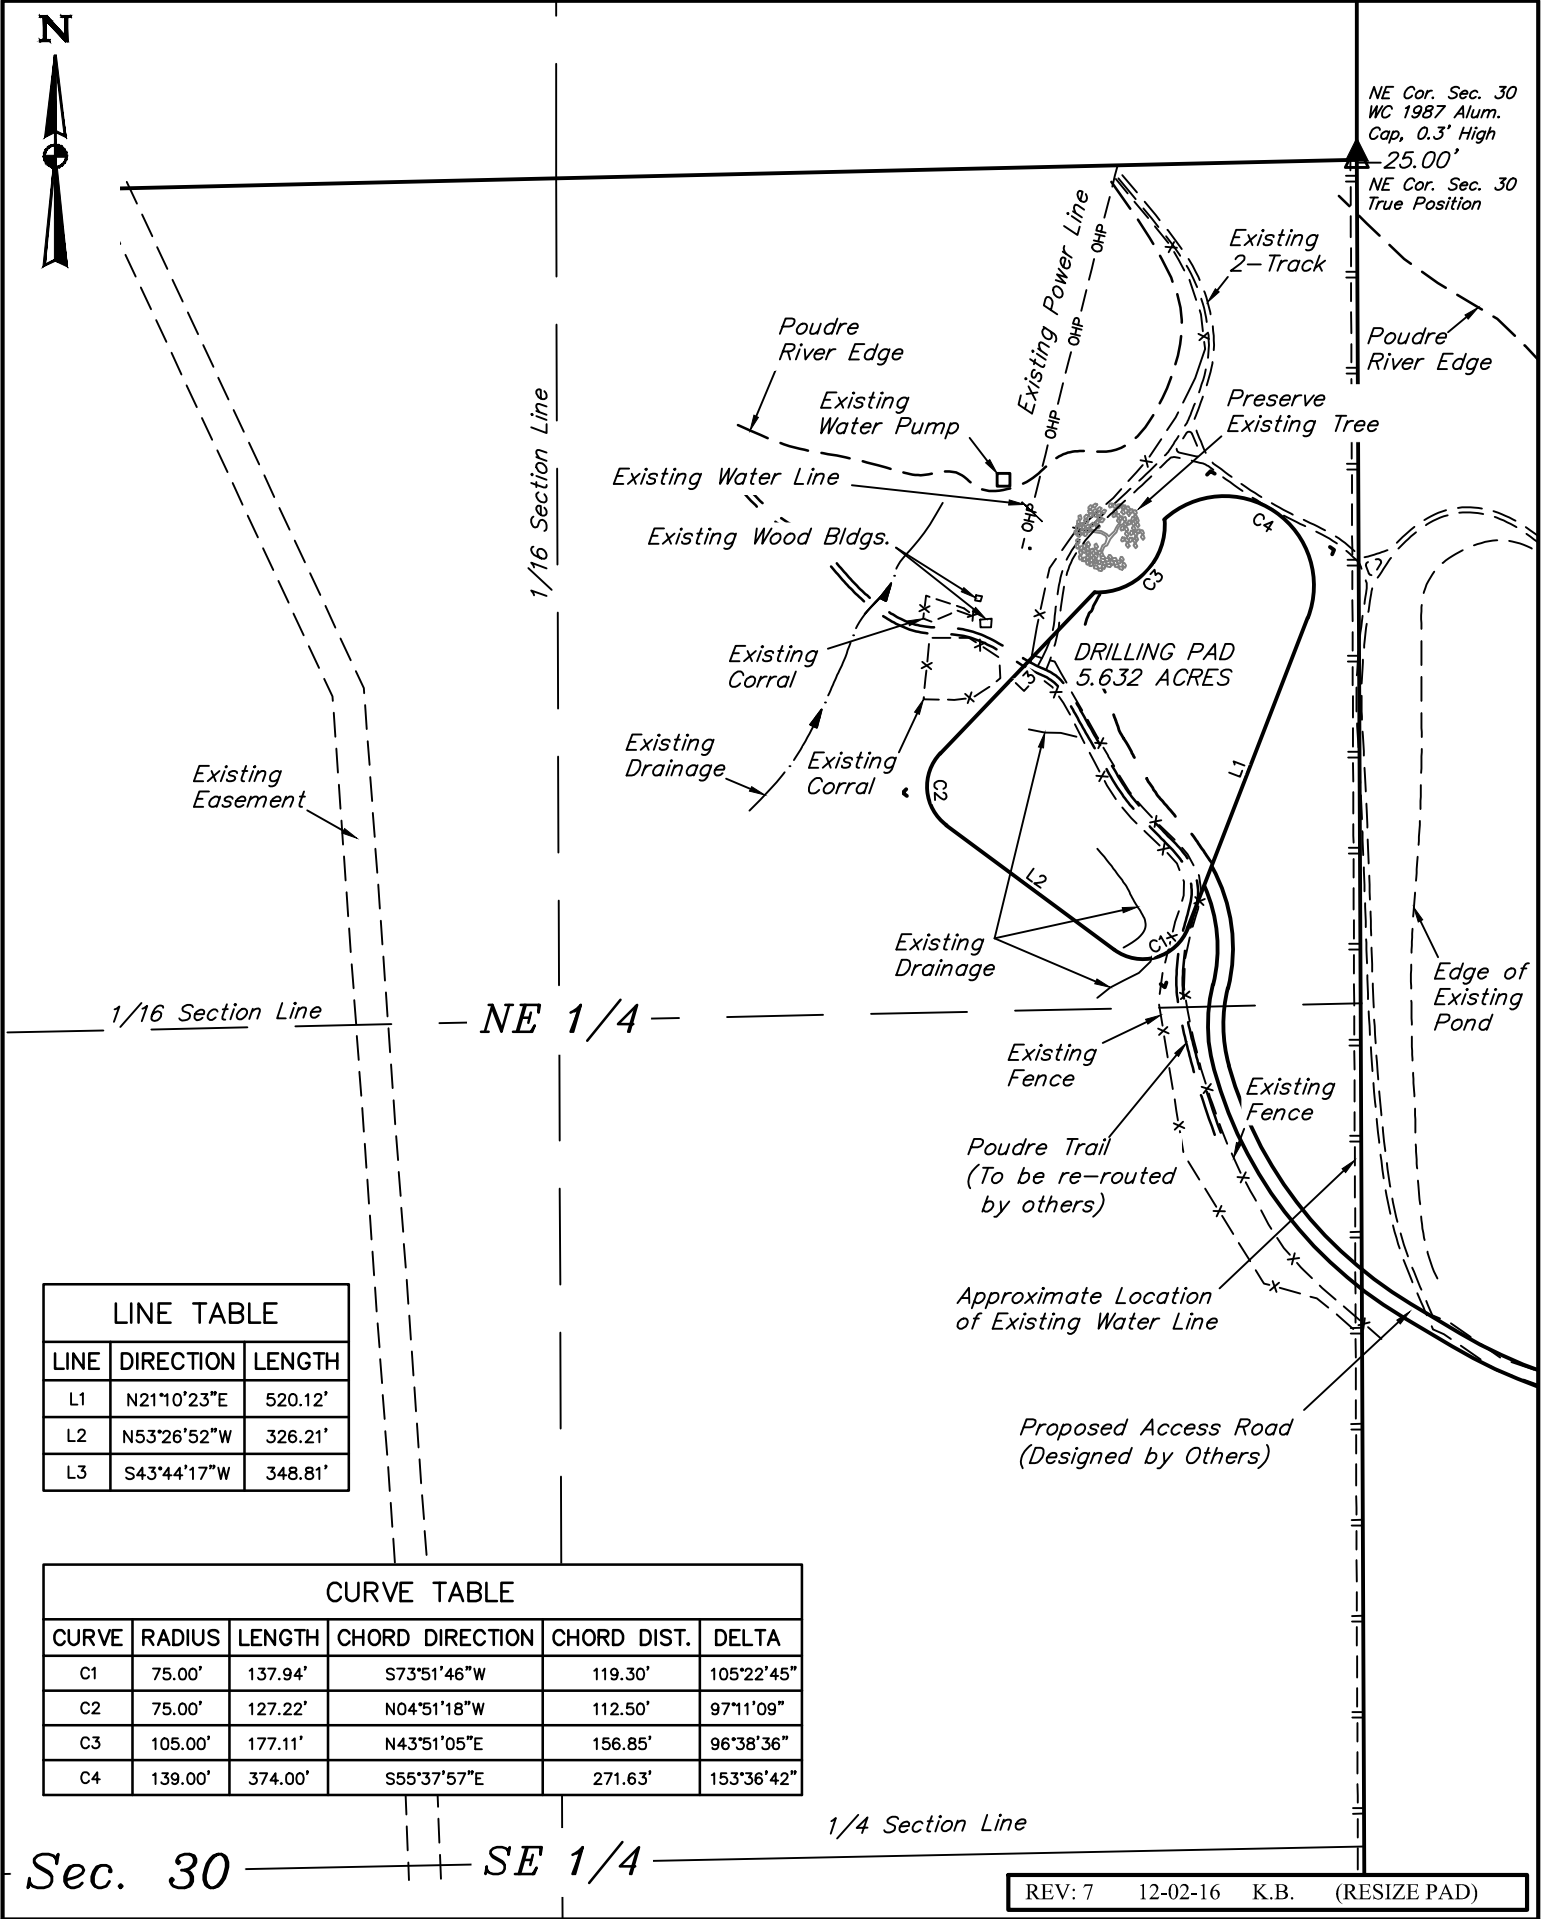 N
NE Cor. Sec. 30
WC 1987 Alum.
Cap, 0.3' High
25.00'
NE Cor. Sec. 30
True Position
Existing Power Line
OHP
OHP
OHP
OHP
Existing
2-Track
Poudre
River Edge
Poudre
River Edge
Existing
Water Pump
Preserve
Existing Tree
1/16 Section Line
Existing Water Line
Existing Wood Bldgs.
C4
C3
Existing
Corral
DRILLING PAD
5.632 ACRES
L3
Existing
Drainage
Existing
Corral
C2
L1
Existing
Easement
L2
Existing
Drainage
C1
Edge of
Existing
Pond
1/16 Section Line
NE 1/4
Existing
Fence
Existing
Fence
Poudre Trail
(To be re-routed
by others)
Approximate Location
of Existing Water Line
Proposed Access Road
(Designed by Others)
LINE TABLE
LINE DIRECTION LENGTH
L1 N21°10'23"E 520.12'
L2 N53°26'52"W 326.21'
L3 S43°44'17"W 348.81'
CURVE TABLE
CURVE RADIUS LENGTH CHORD DIRECTION CHORD DIST. DELTA
C1 75.00' 137.94' S73°51'46"W 119.30' 105°22'45"
C2 75.00' 127.22' N04°51'18"W 112.50' 97°11'09"
C3 105.00' 177.11' N43°51'05"E 156.85' 96°38'36"
C4 139.00' 374.00' S55°37'57"E 271.63' 153°36'42"
1/4 Section Line
Sec. 30
SE 1/4
REV: 7 12-02-16 K.B. (RESIZE PAD)